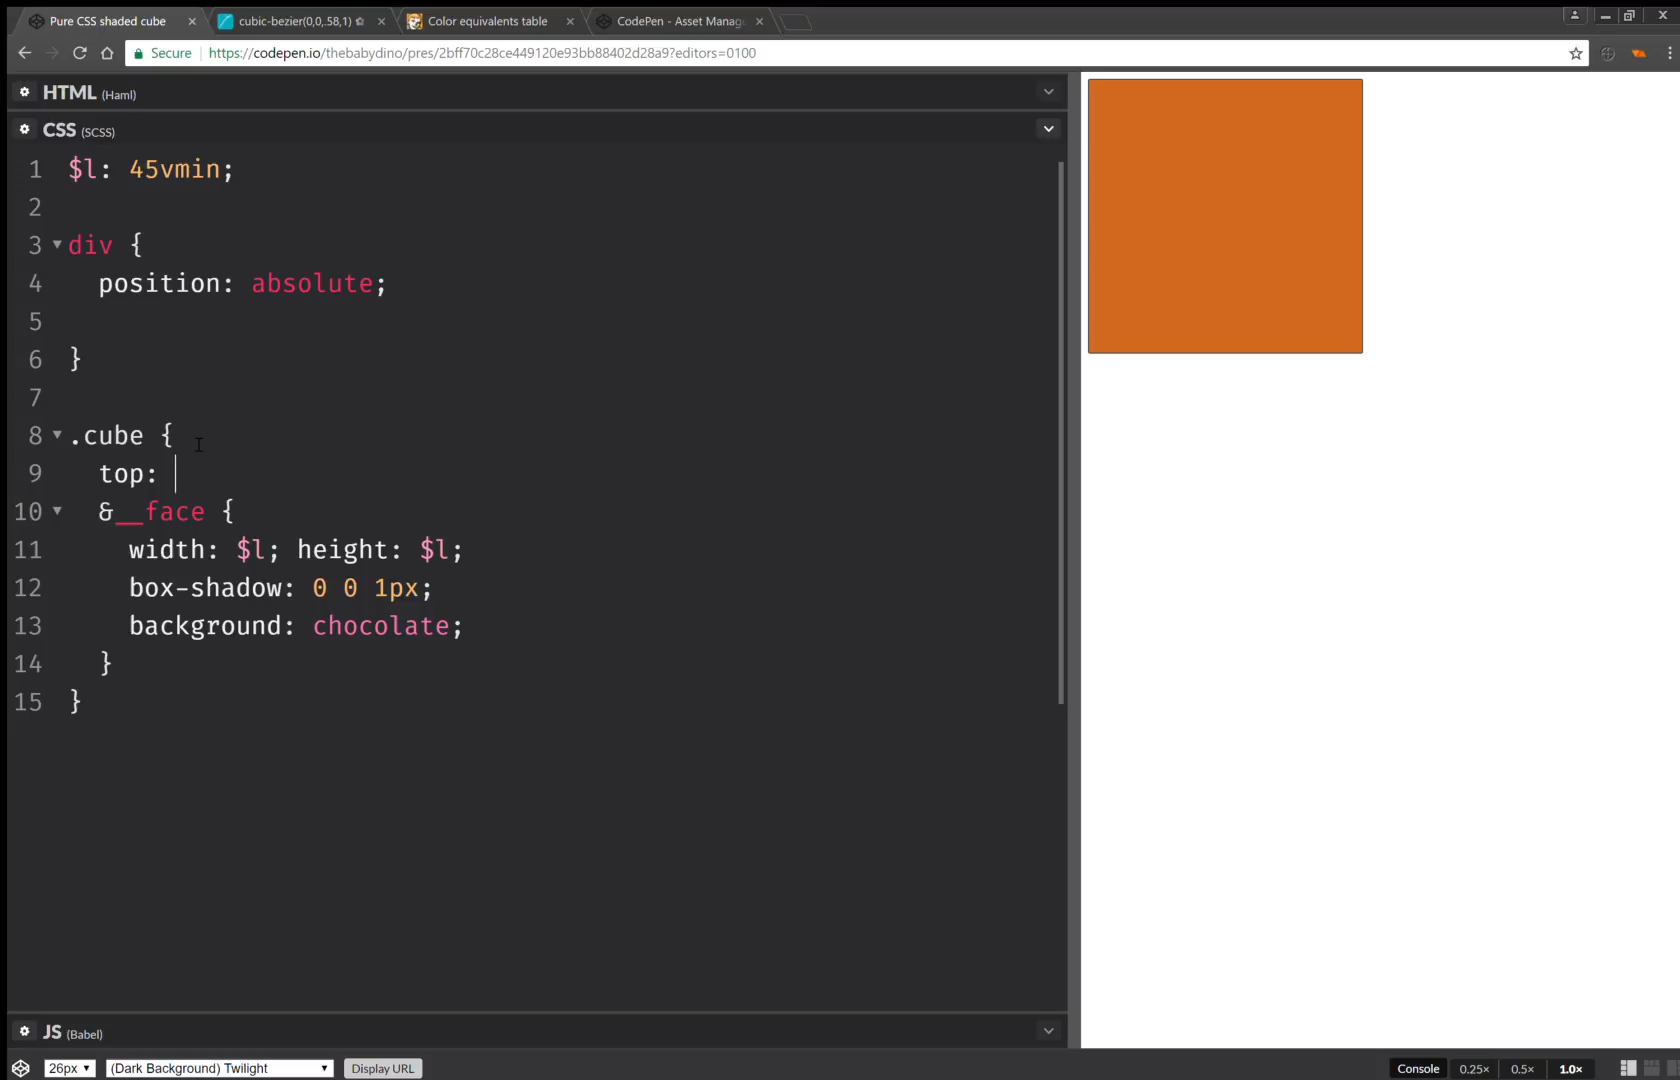 Pure CSS shaded cube
cubic-bezier(0,0,.58,1)
Color equivalents table
CodePen - Asset Manag
Secure
https://codepen.io/thebabydino/pres/2bff70c28ce449120e93bb88402d28a9?editors=0100
HTML (Haml)
CSS (SCSS)
1 $l: 45vmin;
2
3 div {
4 position: absolute;
5
6 }
7
8 .cube {
9 top:
10 &__face {
11 width: $l; height: $l;
12 box-shadow: 0 0 1px;
13 background: chocolate;
14 }
15 }
JS (Babel)
26px
(Dark Background) Twilight
Display URL
Console
0.25×
0.5×
1.0×